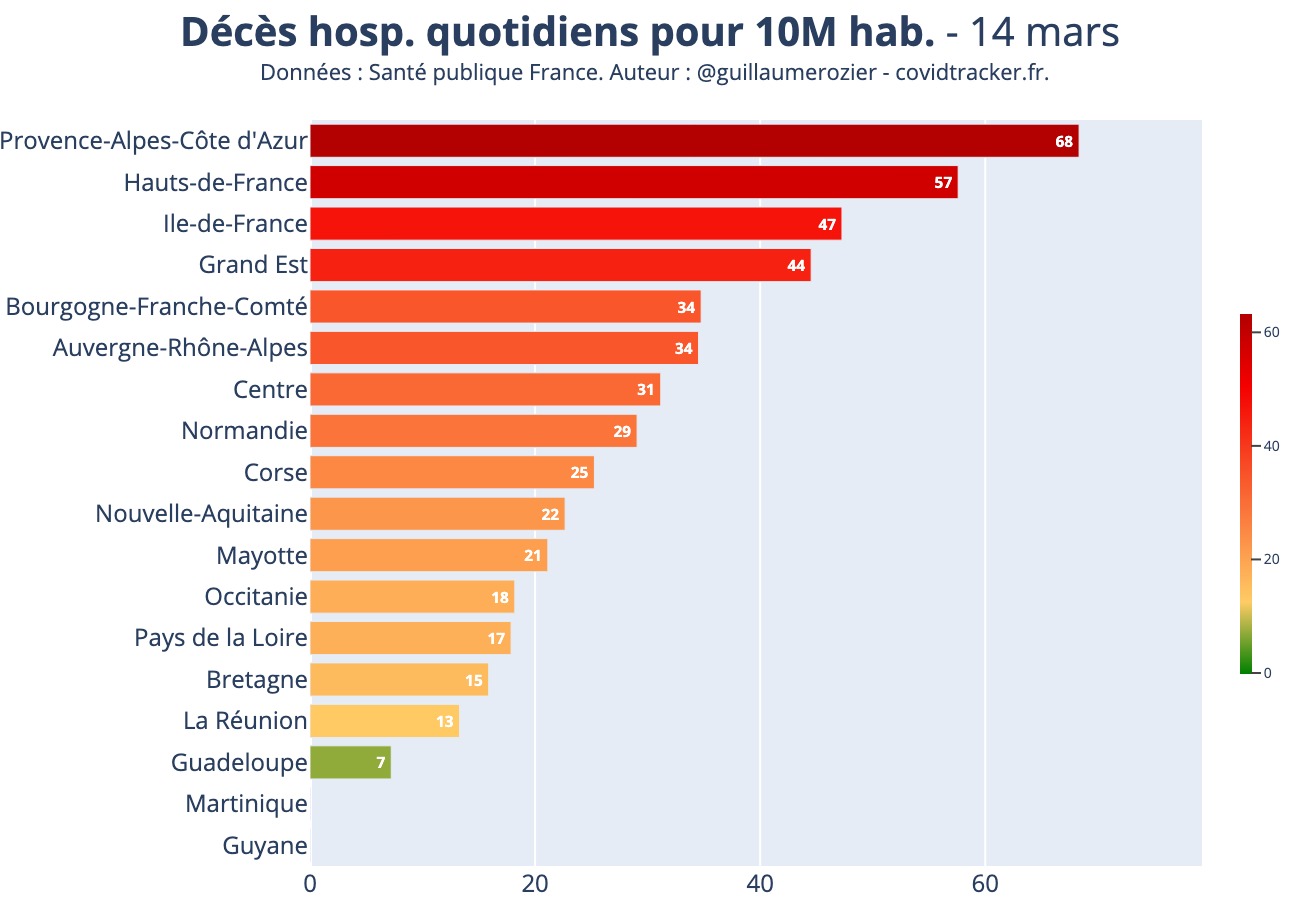 Décès hosp. quotidiens pour 10M hab. - 14 mars
Données : Santé publique France. Auteur : @guillaumerozier - covidtracker.fr.
Provence-Alpes-Côte d'Azur 68
Hauts-de-France 57
Ile-de-France 47
Grand Est 44
Bourgogne-Franche-Comté 34
Auvergne-Rhône-Alpes 34
Centre 31
Normandie 29
Corse 25
Nouvelle-Aquitaine 22
Mayotte 21
Occitanie 18
Pays de la Loire 17
Bretagne 15
La Réunion 13
Guadeloupe 7
Martinique
Guyane
0 20 40 60
60
40
20
0